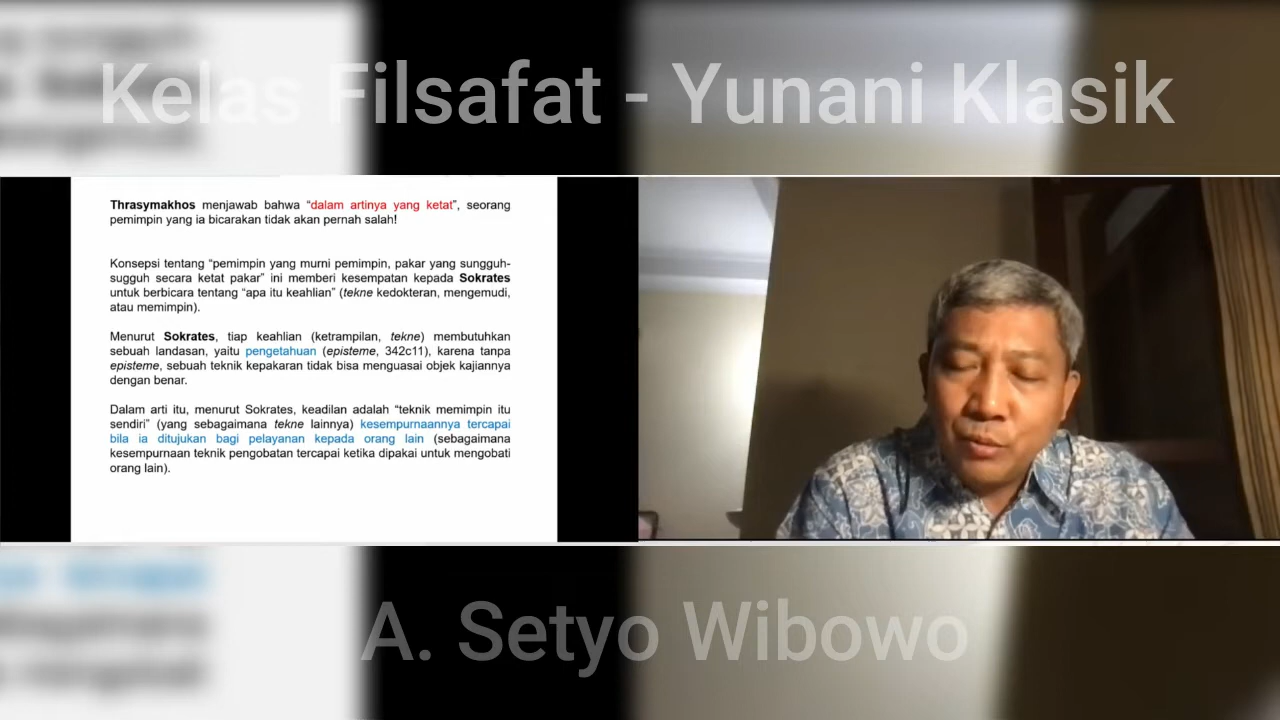 Kelas Filsafat - Yunani Klasik
Thrasymakhos menjawab bahwa “dalam artinya yang ketat”, seorang
pemimpin yang ia bicarakan tidak akan pernah salah!
Konsepsi tentang “pemimpin yang murni pemimpin, pakar yang sungguh-
sugguh secara ketat pakar” ini memberi kesempatan kepada Sokrates
untuk berbicara tentang “apa itu keahlian” (tekne kedokteran, mengemudi,
atau memimpin).
Menurut Sokrates, tiap keahlian (ketrampilan, tekne) membutuhkan
sebuah landasan, yaitu pengetahuan (episteme, 342c11), karena tanpa
episteme, sebuah teknik kepakaran tidak bisa menguasai objek kajiannya
dengan benar.
Dalam arti itu, menurut Sokrates, keadilan adalah “teknik memimpin itu
sendiri” (yang sebagaimana tekne lainnya) kesempurnaannya tercapai
bila ia ditujukan bagi pelayanan kepada orang lain (sebagaimana
kesempurnaan teknik pengobatan tercapai ketika dipakai untuk mengobati
orang lain).
A. Setyo Wibowo